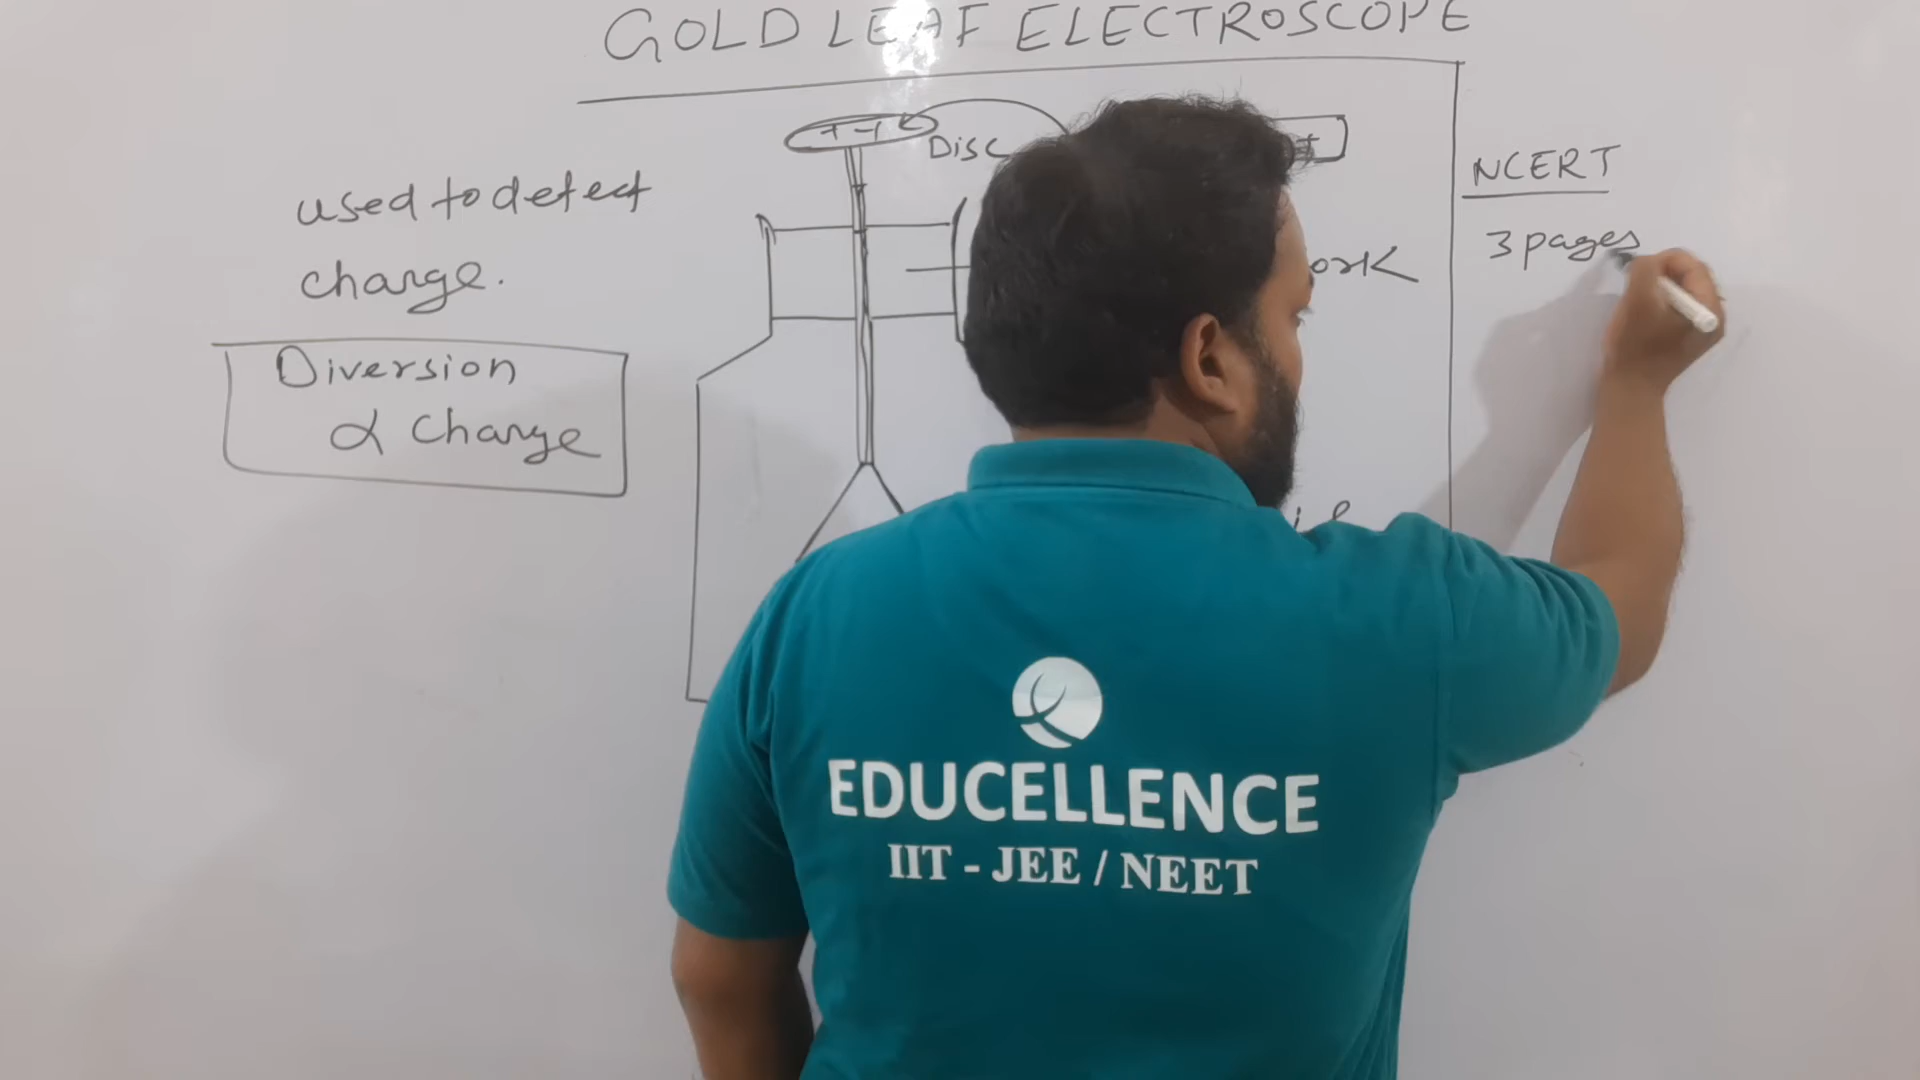 GOLD LEAF ELECTROSCOPE
Disc
used to detect
charge.
Diversion
α charge
NCERT
3 pages
EDUCELLENCE
IIT - JEE / NEET